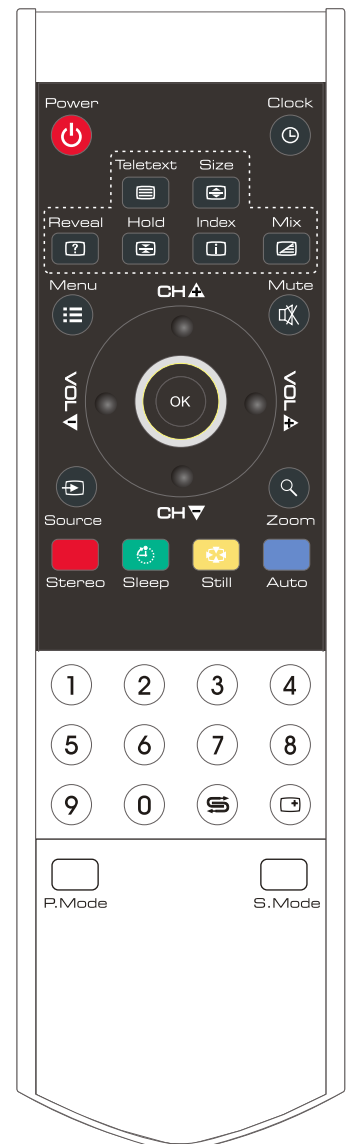 Power Clock
Teletext Size
Reveal Hold Index Mix
Menu CH + Mute
VOL - OK VOL +
Source CH - Zoom
Stereo Sleep Still Auto
1 2 3 4
5 6 7 8
9 0
P.Mode S.Mode